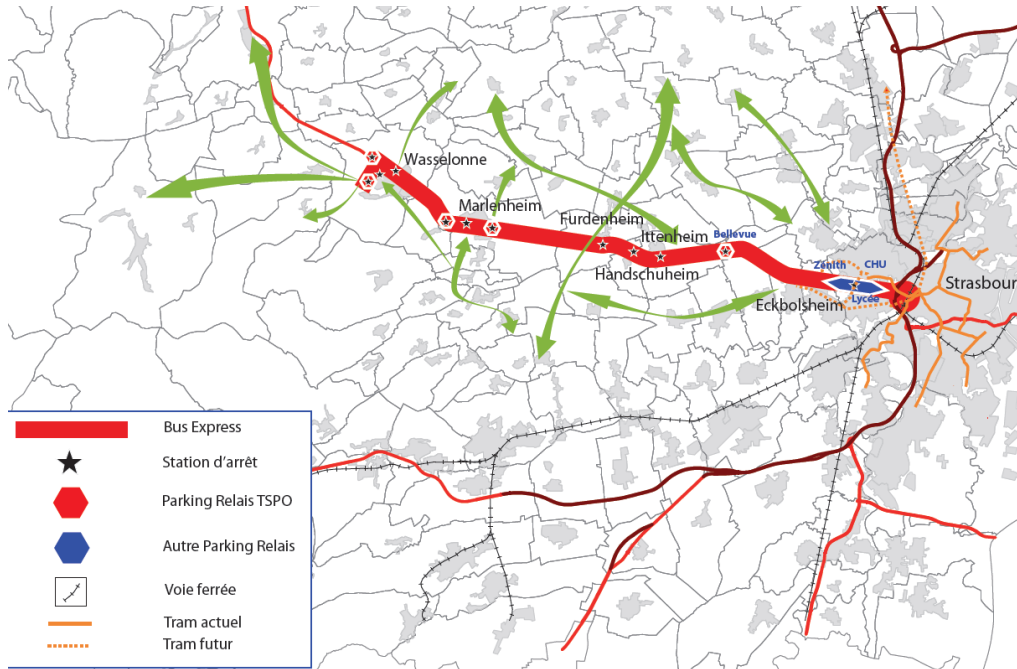 Wasselonne
Marlenheim
Furdenheim
Ittenheim
Bellevue
Handschuheim
Zénith
CHU
Lycée
Eckbolsheim
Strasbour
Bus Express
Station d'arrêt
Parking Relais TSPO
Autre Parking Relais
Voie ferrée
Tram actuel
Tram futur